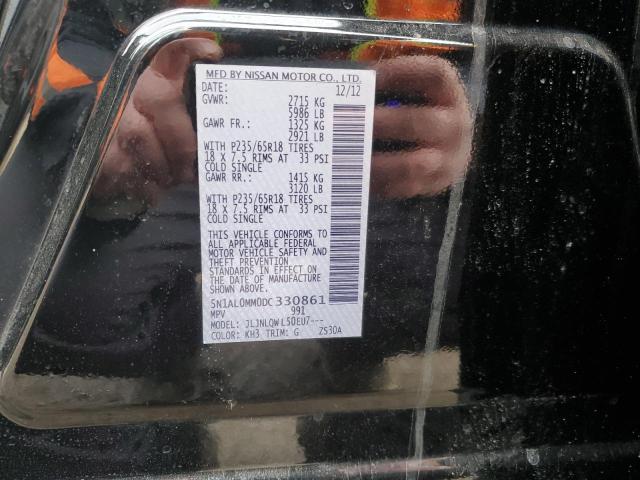 MFD BY NISSAN MOTOR CO., LTD.
DATE: 12/12
GVWR: 2715 KG
5986 LB
GAWR FR.: 1325 KG
2921 LB
WITH P235/65R18 TIRES
18 X 7.5 RIMS AT 33 PSI
COLD SINGLE
GAWR RR.: 1415 KG
3120 LB
WITH P235/65R18 TIRES
18 X 7.5 RIMS AT 33 PSI
COLD SINGLE
THIS VEHICLE CONFORMS TO
ALL APPLICABLE FEDERAL
MOTOR VEHICLE SAFETY AND
THEFT PREVENTION
STANDARDS IN EFFECT ON
THE DATE OF MANUFACTURE
SHOWN ABOVE.
5N1AL0MM0DC330861
MPV 991
MODEL: JLJNLQWL50EU7---
COLOR: KH3 TRIM: G ZS30A